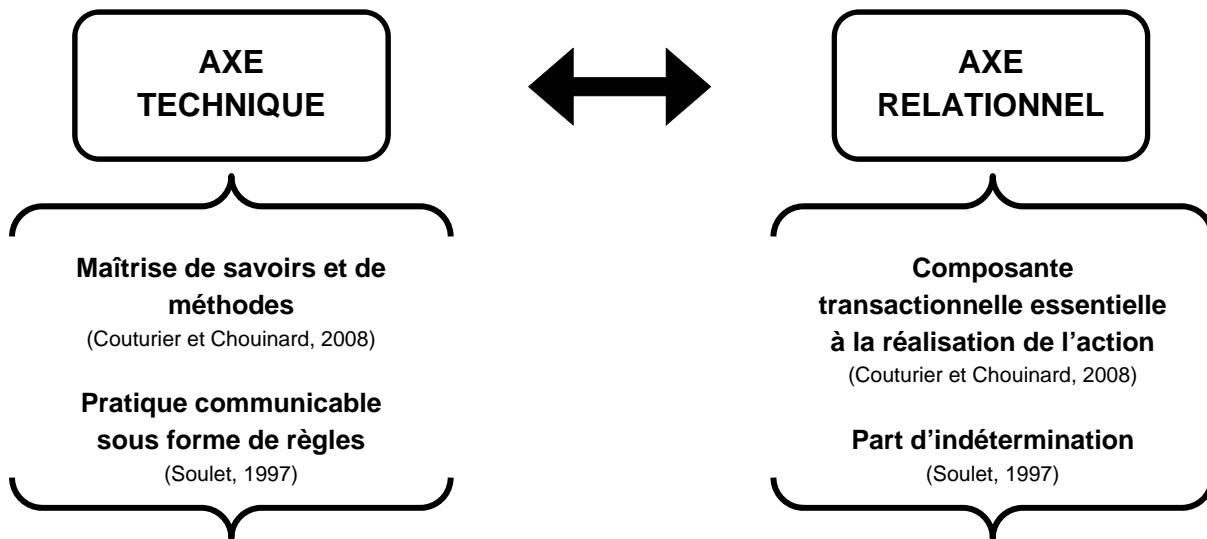 AXE
TECHNIQUE
Maîtrise de savoirs et de
méthodes
(Couturier et Chouinard, 2008)
Pratique communicable
sous forme de règles
(Soulet, 1997)
AXE
RELATIONNEL
Composante
transactionnelle essentielle
à la réalisation de l’action
(Couturier et Chouinard, 2008)
Part d’indétermination
(Soulet, 1997)